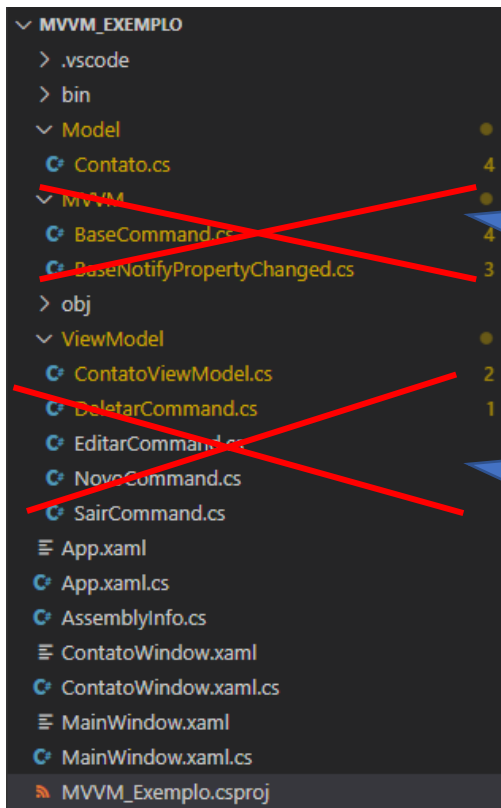 MVVM_EXEMPLO
.vscode
bin
Model
C# Contato.cs 4
MVVM
C# BaseCommand.cs 4
C# BaseNotifyPropertyChanged.cs 3
obj
ViewModel
C# ContatoViewModel.cs 2
C# DeletarCommand.cs 1
C# EditarCommand.cs
C# NovoCommand.cs
C# SairCommand.cs
App.xaml
C# App.xaml.cs
C# AssemblyInfo.cs
ContatoWindow.xaml
C# ContatoWindow.xaml.cs
MainWindow.xaml
C# MainWindow.xaml.cs
MVVM_Exemplo.csproj